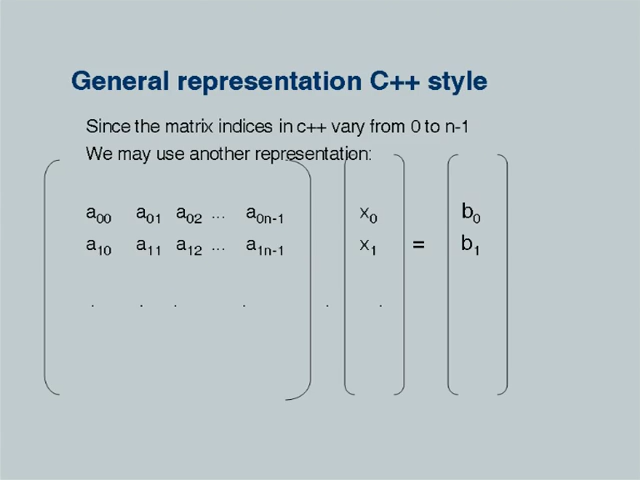 General representation C++ style
Since the matrix indices in c++ vary from 0 to n-1
We may use another representation:
a00 a01 a02 ... a0n-1 x0 b0
a10 a11 a12 ... a1n-1 x1 = b1
. . . . . .